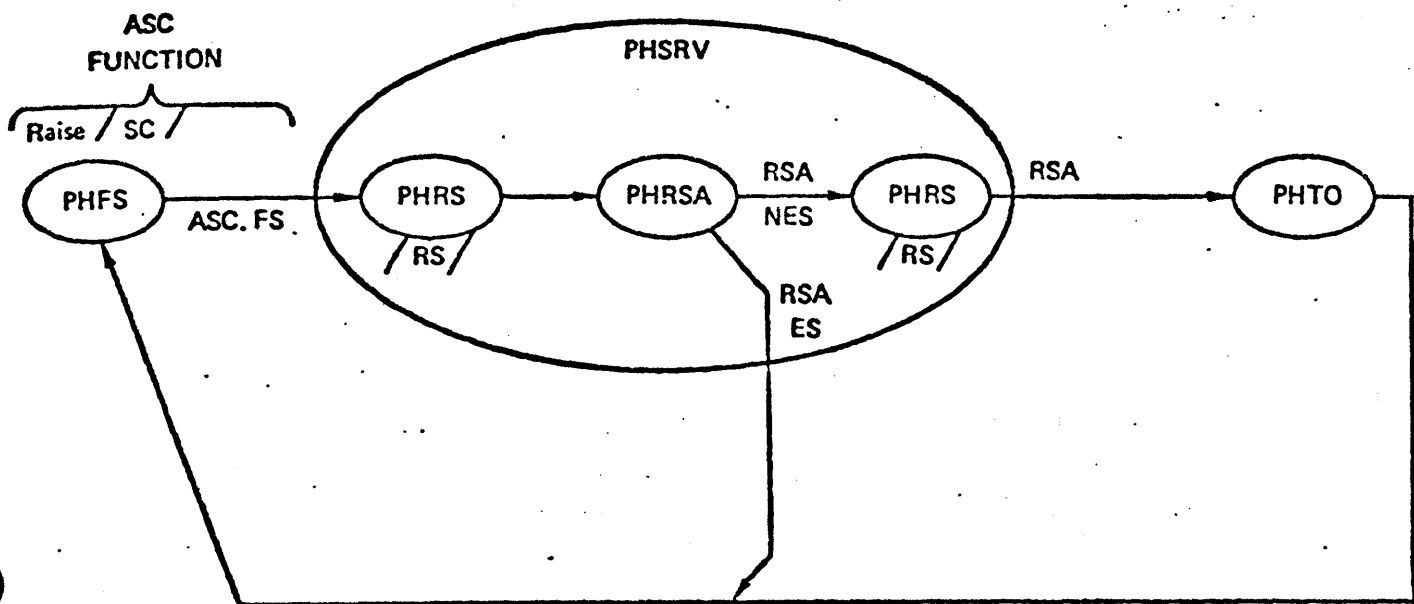 ASC
FUNCTION
Raise / SC /
PHSRV
PHFS
ASC. FS
PHRS
/ RS /
PHRSA
RSA
NES
PHRS
/ RS /
RSA
PHTO
RSA
ES